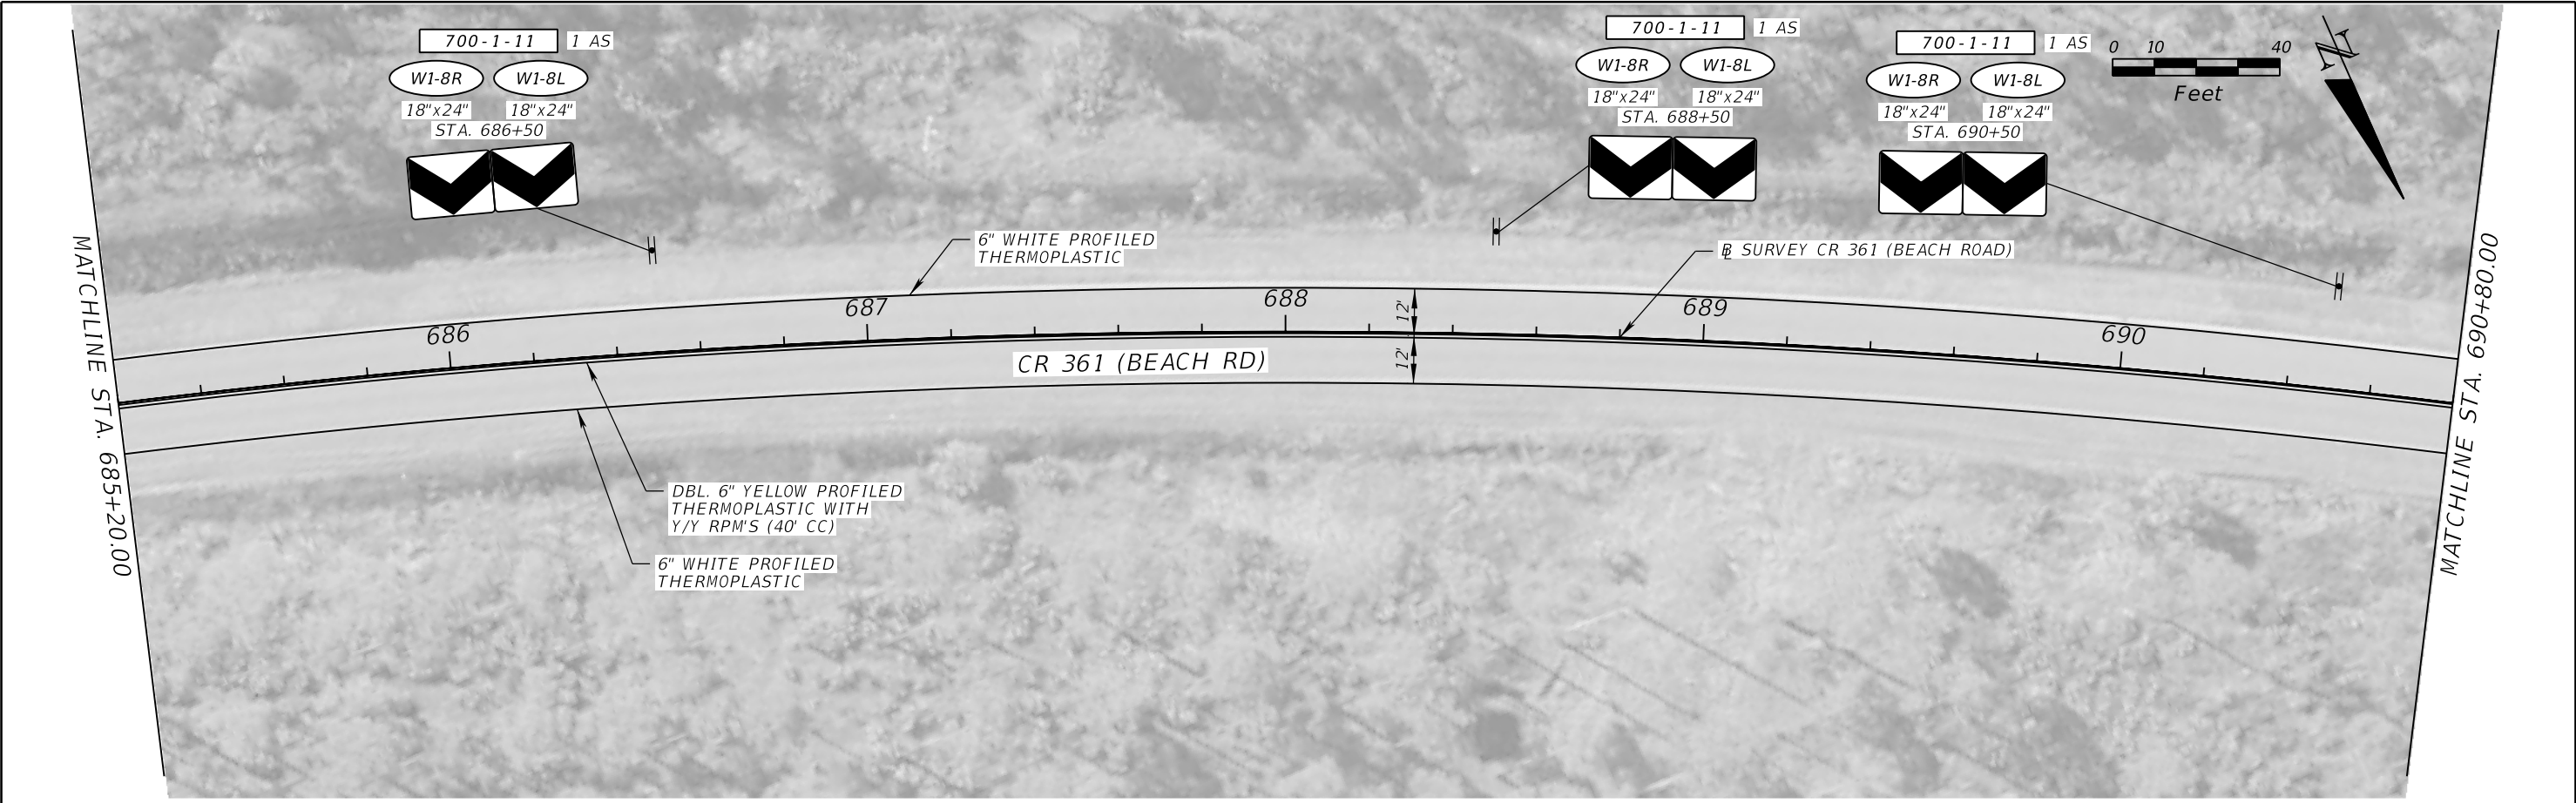 700-1-11 1 AS
W1-8R W1-8L
18"x24" 18"x24"
STA. 686+50
700-1-11 1 AS
W1-8R W1-8L
18"x24" 18"x24"
STA. 688+50
700-1-11 1 AS
W1-8R W1-8L
18"x24" 18"x24"
STA. 690+50
0 10 40
Feet
N
MATCHLINE STA. 685+20.00
6" WHITE PROFILED
THERMOPLASTIC
BL SURVEY CR 361 (BEACH ROAD)
686 687 688 689 690
12'
12'
CR 361 (BEACH RD)
DBL. 6" YELLOW PROFILED
THERMOPLASTIC WITH
Y/Y RPM'S (40' CC)
6" WHITE PROFILED
THERMOPLASTIC
MATCHLINE STA. 690+80.00